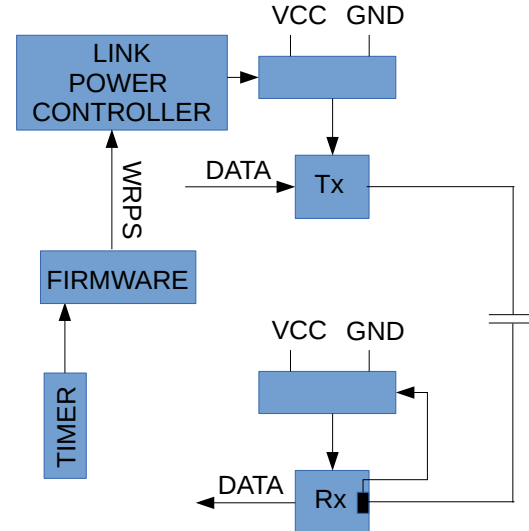 VCC GND
LINK
POWER
CONTROLLER
WRPS
DATA
Tx
FIRMWARE
VCC GND
TIMER
DATA
Rx